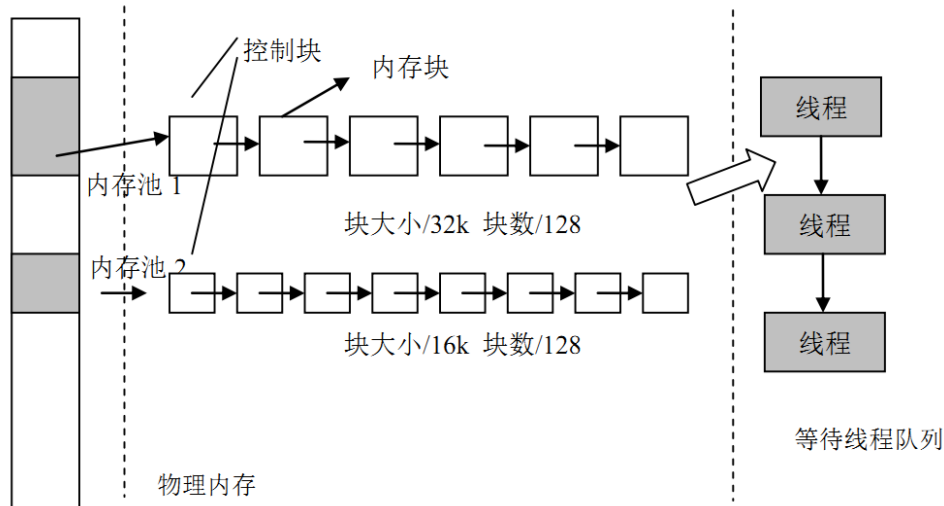 控制块
内存块
线程
内存池 1
块大小/32k 块数/128
线程
内存池 2
块大小/16k 块数/128
线程
等待线程队列
物理内存